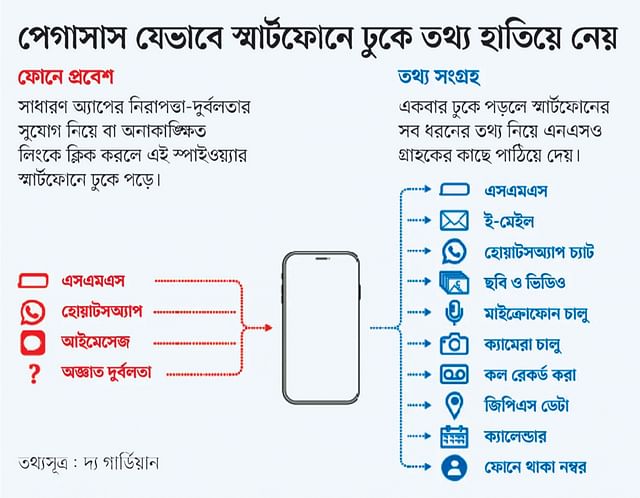 পেগাসাস যেভাবে স্মার্টফোনে ঢুকে তথ্য হাতিয়ে নেয়
ফোনে প্রবেশ
সাধারণ অ্যাপের নিরাপত্তা-দুর্বলতার
সুযোগ নিয়ে বা অনাকাঙ্ক্ষিত
লিংকে ক্লিক করলে এই স্পাইওয়্যার
স্মার্টফোনে ঢুকে পড়ে।
এসএমএস
হোয়াটসঅ্যাপ
আইমেসেজ
? অজ্ঞাত দুর্বলতা
তথ্য সংগ্রহ
একবার ঢুকে পড়লে স্মার্টফোনের
সব ধরনের তথ্য নিয়ে এনএসও
গ্রাহকের কাছে পাঠিয়ে দেয়।
এসএমএস
ই-মেইল
হোয়াটসঅ্যাপ চ্যাট
ছবি ও ভিডিও
মাইক্রোফোন চালু
ক্যামেরা চালু
কল রেকর্ড করা
জিপিএস ডেটা
ক্যালেন্ডার
ফোনে থাকা নম্বর
তথ্যসূত্র : দ্য গার্ডিয়ান